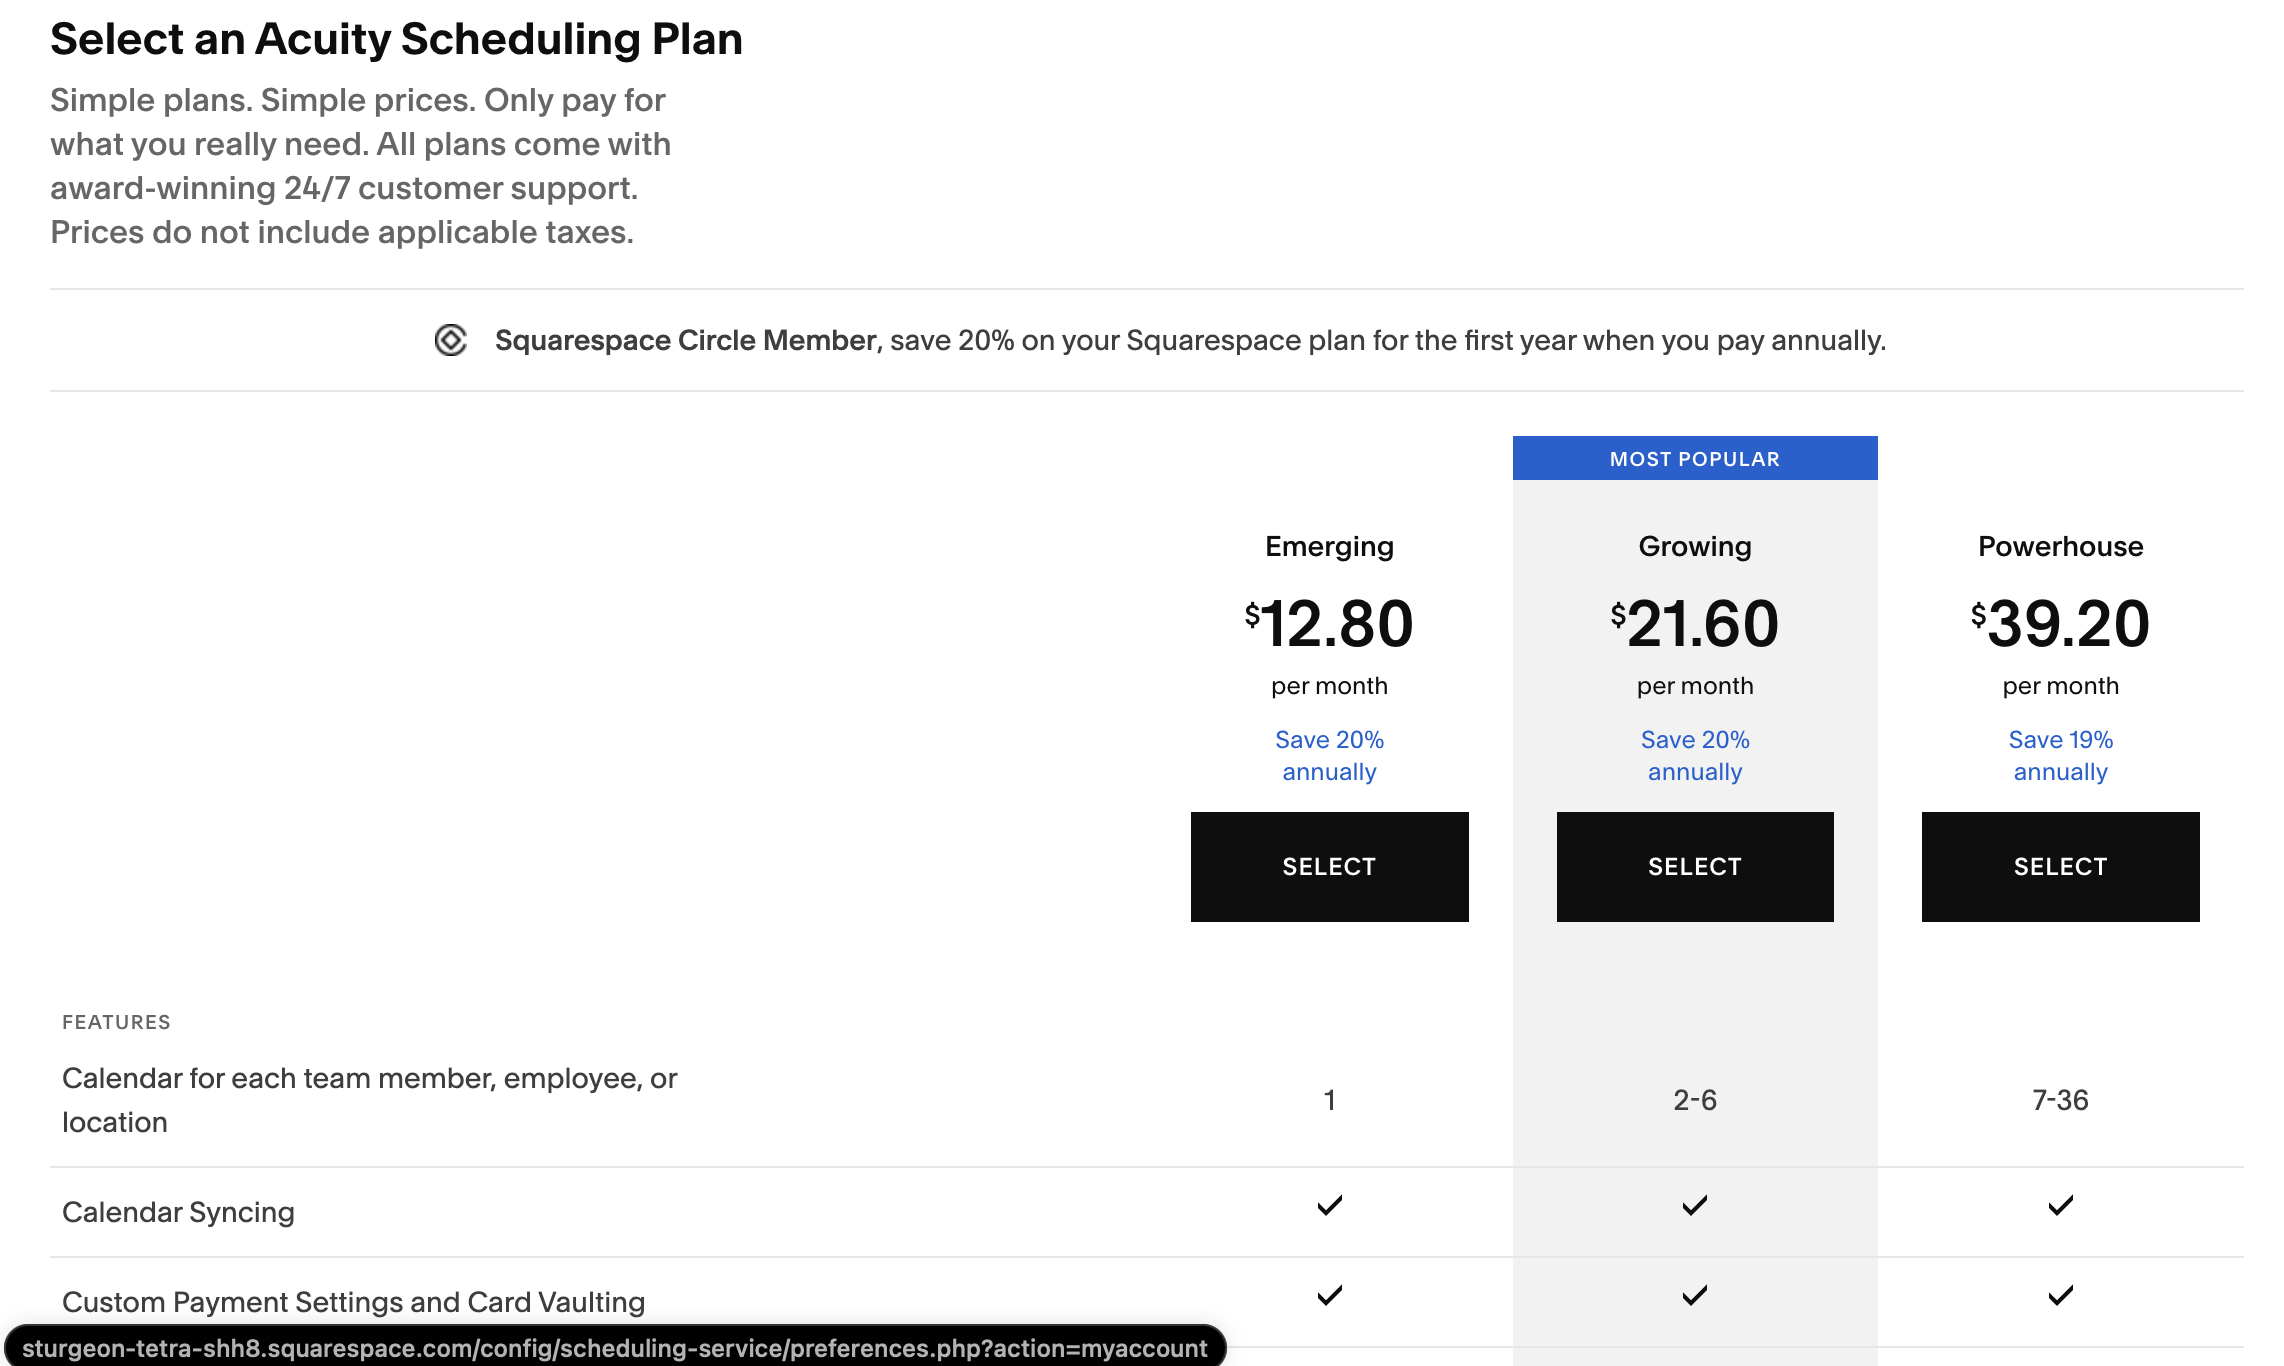 Select an Acuity Scheduling Plan
Simple plans. Simple prices. Only pay for
what you really need. All plans come with
award-winning 24/7 customer support.
Prices do not include applicable taxes.
Squarespace Circle Member, save 20% on your Squarespace plan for the first year when you pay annually.
MOST POPULAR
Emerging Growing Powerhouse
$12.80 $21.60 $39.20
per month per month per month
Save 20% Save 20% Save 19%
annually annually annually
SELECT SELECT SELECT
FEATURES
Calendar for each team member, employee, or
location
1 2-6 7-36
Calendar Syncing
Custom Payment Settings and Card Vaulting
sturgeon-tetra-shh8.squarespace.com/config/scheduling-service/preferences.php?action=myaccount